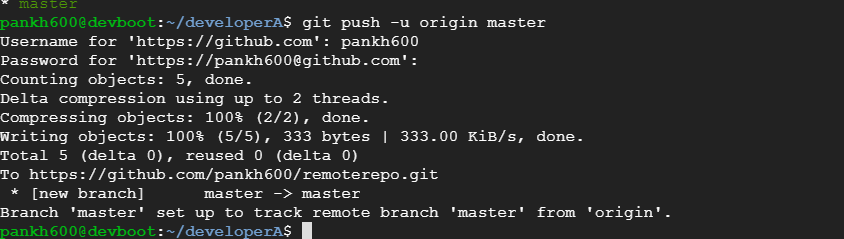 * master
pankh600@devboot:~/developerA$ git push -u origin master
Username for 'https://github.com': pankh600
Password for 'https://pankh600@github.com':
Counting objects: 5, done.
Delta compression using up to 2 threads.
Compressing objects: 100% (2/2), done.
Writing objects: 100% (5/5), 333 bytes | 333.00 KiB/s, done.
Total 5 (delta 0), reused 0 (delta 0)
To https://github.com/pankh600/remoterepo.git
 * [new branch]      master -> master
Branch 'master' set up to track remote branch 'master' from 'origin'.
pankh600@devboot:~/developerA$